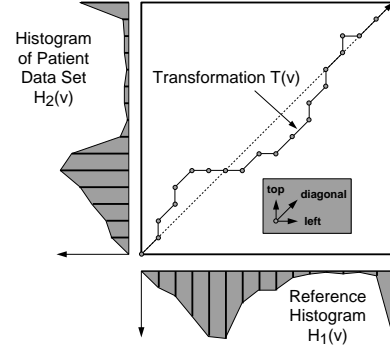 Histogram
of Patient
Data Set
H2(v)
Transformation T(v)
top
diagonal
left
Reference
Histogram
H1(v)